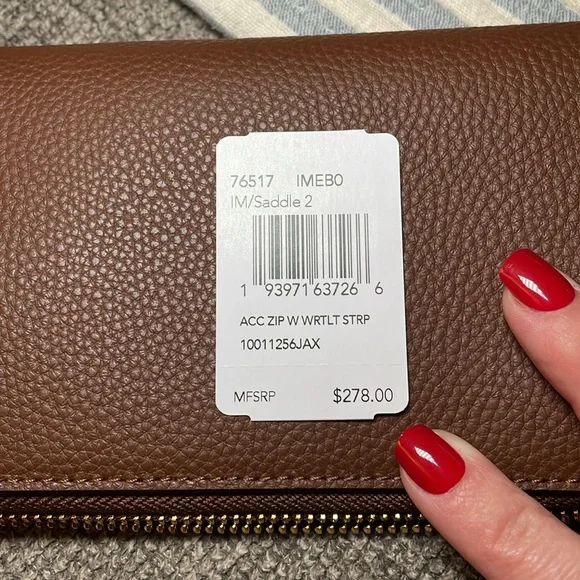 76517 IMEB0
IM/Saddle 2
1 93971 63726 6
ACC ZIP W WRTLT STRP
10011256JAX
MFSRP $278.00